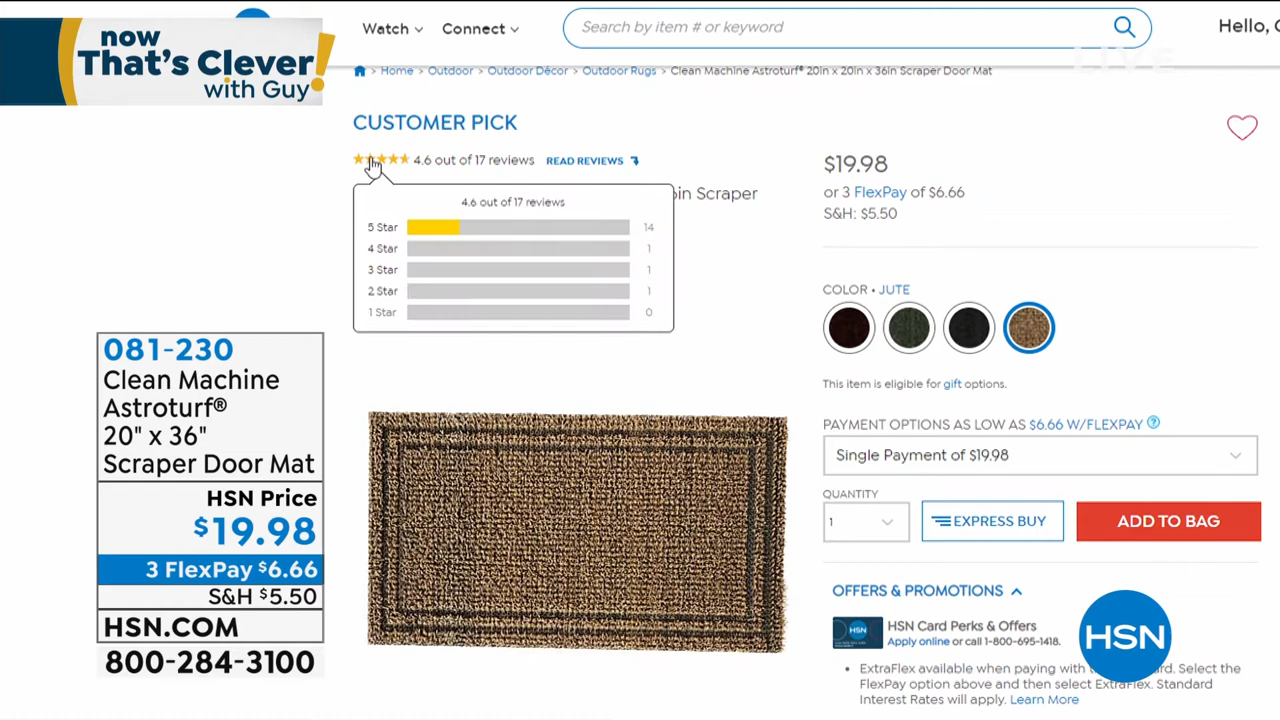 now
That's Clever!
with Guy
Watch
Connect
Search by item # or keyword
Hello,
LIVE
Home > Outdoor > Outdoor Décor > Outdoor Rugs > Clean Machine Astroturf® 20in x 20in x 36in Scraper Door Mat
CUSTOMER PICK
4.6 out of 17 reviews READ REVIEWS
Scraper
4.6 out of 17 reviews
5 Star 14
4 Star 1
3 Star 1
2 Star 1
1 Star 0
$19.98
or 3 FlexPay of $6.66
S&H: $5.50
COLOR • JUTE
This item is eligible for gift options.
PAYMENT OPTIONS AS LOW AS $6.66 W/FLEXPAY ?
Single Payment of $19.98
QUANTITY
1
EXPRESS BUY
ADD TO BAG
OFFERS & PROMOTIONS
HSN
HSN Card Perks & Offers
Apply online or call 1-800-695-1418.
• ExtraFlex available when paying with Select the
FlexPay option above and then select ExtraFlex. Standard
Interest Rates will apply. Learn More
HSN
081-230
Clean Machine
Astroturf®
20" x 36"
Scraper Door Mat
HSN Price
$19.98
3 FlexPay $6.66
S&H $5.50
HSN.COM
800-284-3100